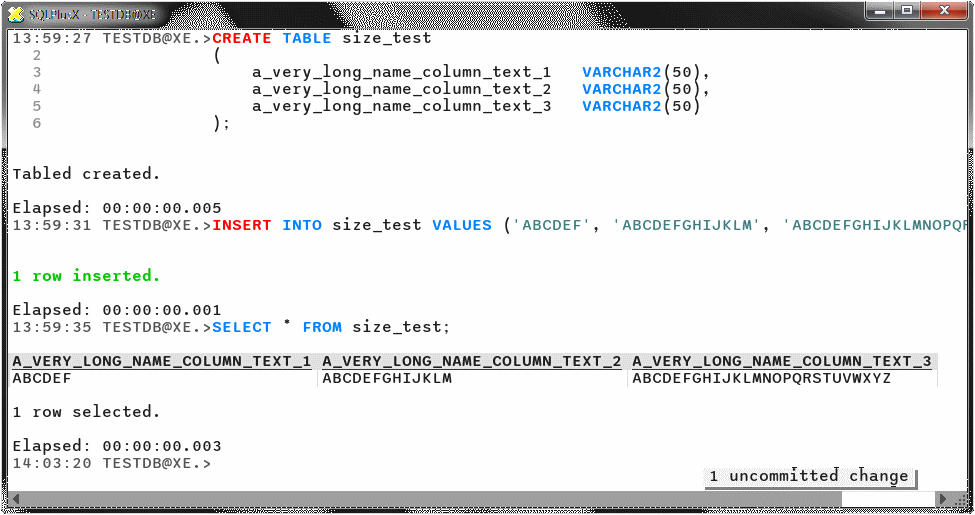 SQLPlusX - TESTDB@XE
13:59:27 TESTDB@XE.>CREATE TABLE size_test
2 (
3 a_very_long_name_column_text_1 VARCHAR2(50),
4 a_very_long_name_column_text_2 VARCHAR2(50),
5 a_very_long_name_column_text_3 VARCHAR2(50)
6 );
Tabled created.
Elapsed: 00:00:00.005
13:59:31 TESTDB@XE.>INSERT INTO size_test VALUES ('ABCDEF', 'ABCDEFGHIJKLM', 'ABCDEFGHIJKLMNOPQR
1 row inserted.
Elapsed: 00:00:00.001
13:59:35 TESTDB@XE.>SELECT * FROM size_test;
A_VERY_LONG_NAME_COLUMN_TEXT_1 A_VERY_LONG_NAME_COLUMN_TEXT_2 A_VERY_LONG_NAME_COLUMN_TEXT_3
ABCDEF ABCDEFGHIJKLM ABCDEFGHIJKLMNOPQRSTUVWXYZ
1 row selected.
Elapsed: 00:00:00.003
14:03:20 TESTDB@XE.>
1 uncommitted change